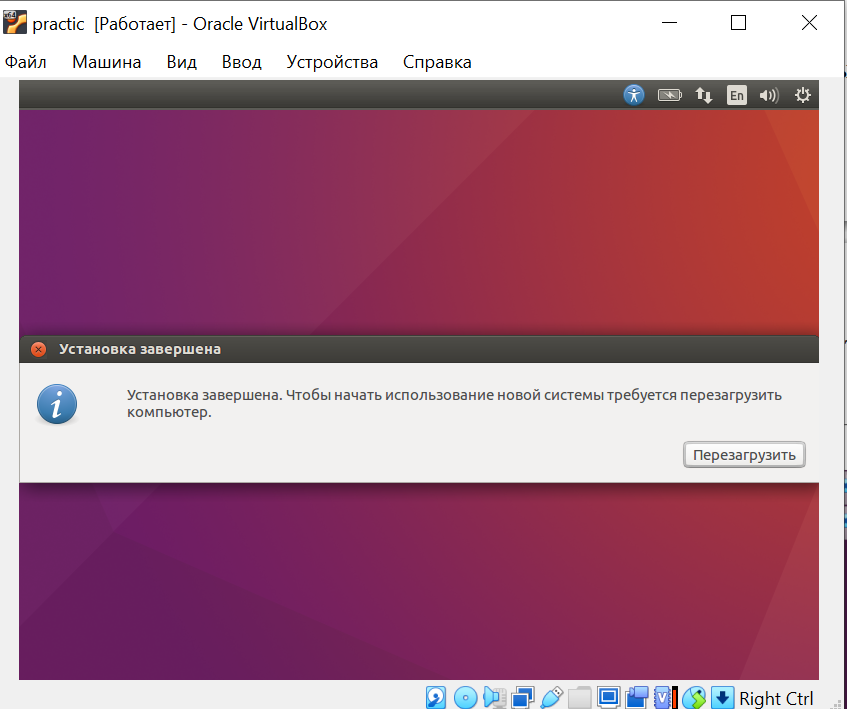 practic [Работает] - Oracle VirtualBox
Файл Машина Вид Ввод Устройства Справка
En
Установка завершена
Установка завершена. Чтобы начать использование новой системы требуется перезагрузить
компьютер.
Перезагрузить
Right Ctrl